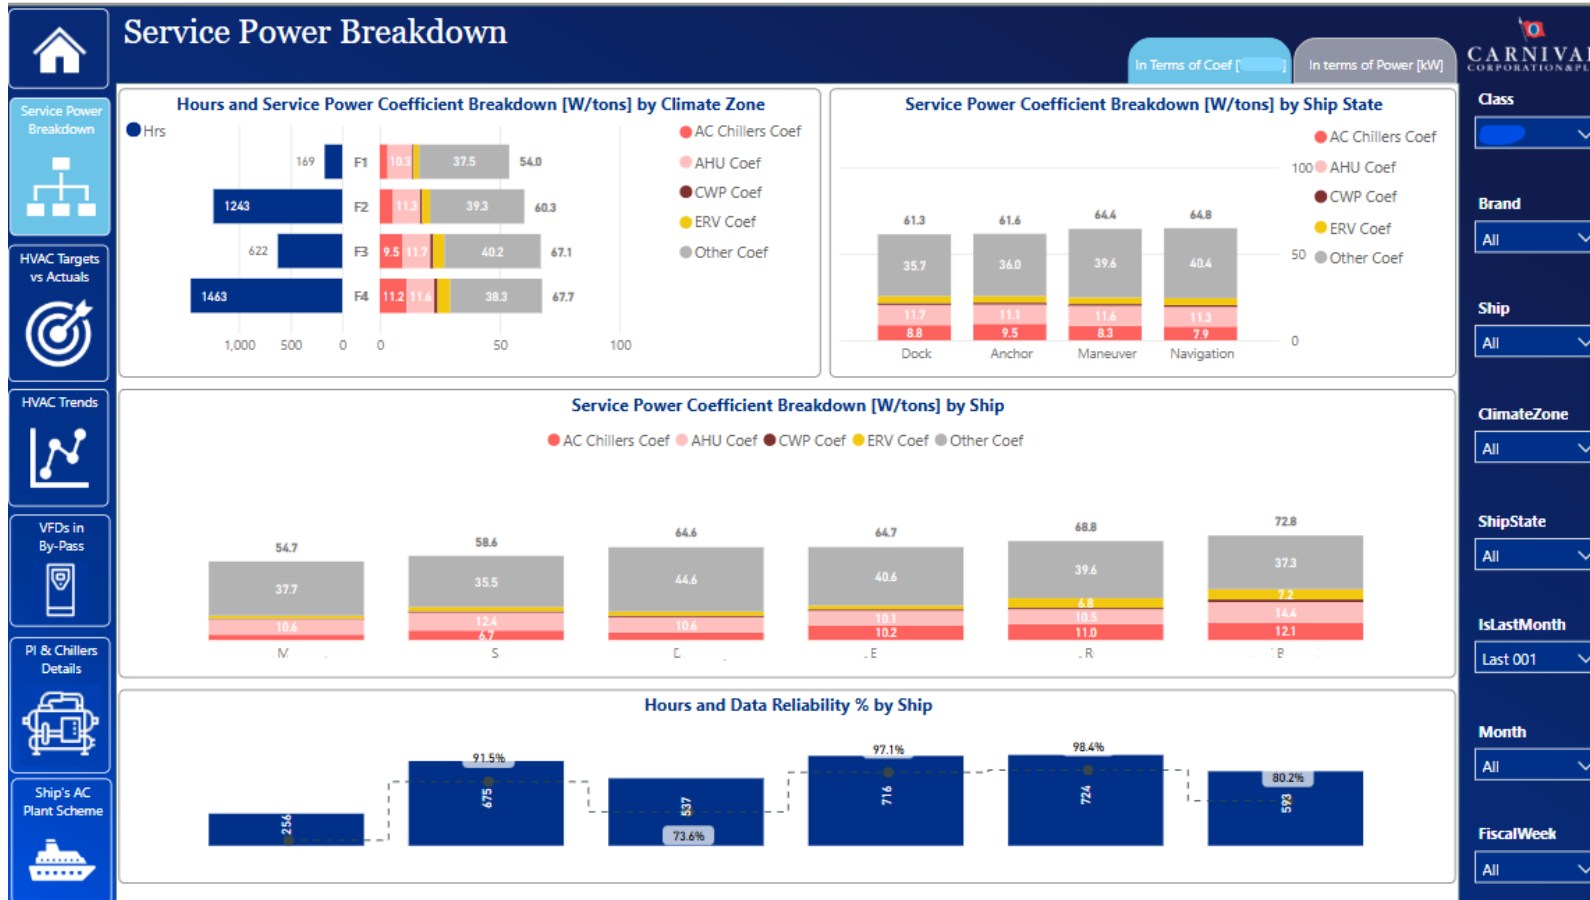 Service Power Breakdown
In Terms of Coef [
]
In terms of Power [kW]
CARNIVAL
CORPORATION&PLC
Service Power
Breakdown
HVAC Targets
vs Actuals
HVAC Trends
VFDs in
By-Pass
PI & Chillers
Details
Ship's AC
Plant Scheme
Hours and Service Power Coefficient Breakdown [W/tons] by Climate Zone
Hrs
AC Chillers Coef
AHU Coef
CWP Coef
ERV Coef
Other Coef
169 F1 10.3 37.5 54.0
1243 F2 11.3 39.3 60.3
622 F3 9.5 11.7 40.2 67.1
1463 F4 11.2 11.6 38.3 67.7
1,000 500 0 0 50 100
Service Power Coefficient Breakdown [W/tons] by Ship State
AC Chillers Coef
AHU Coef
CWP Coef
ERV Coef
Other Coef
100
50
0
61.3 61.6 64.4 64.8
35.7 36.0 39.6 40.4
11.7 11.1 11.6 11.3
8.8 9.5 8.3 7.9
Dock Anchor Maneuver Navigation
Service Power Coefficient Breakdown [W/tons] by Ship
AC Chillers Coef AHU Coef CWP Coef ERV Coef Other Coef
54.7 58.6 64.6 64.7 68.8 72.8
37.7 35.5 44.6 40.6 39.6 37.3
6.8 7.2
10.6 12.4 10.6 10.1 10.5 14.4
6.7 10.2 11.0 12.1
M S E R B
Hours and Data Reliability % by Ship
91.5% 73.6% 97.1% 98.4% 80.2%
256 675 537 716 724 593
Class
Brand
All
Ship
All
ClimateZone
All
ShipState
All
IsLastMonth
Last 001
Month
All
FiscalWeek
All